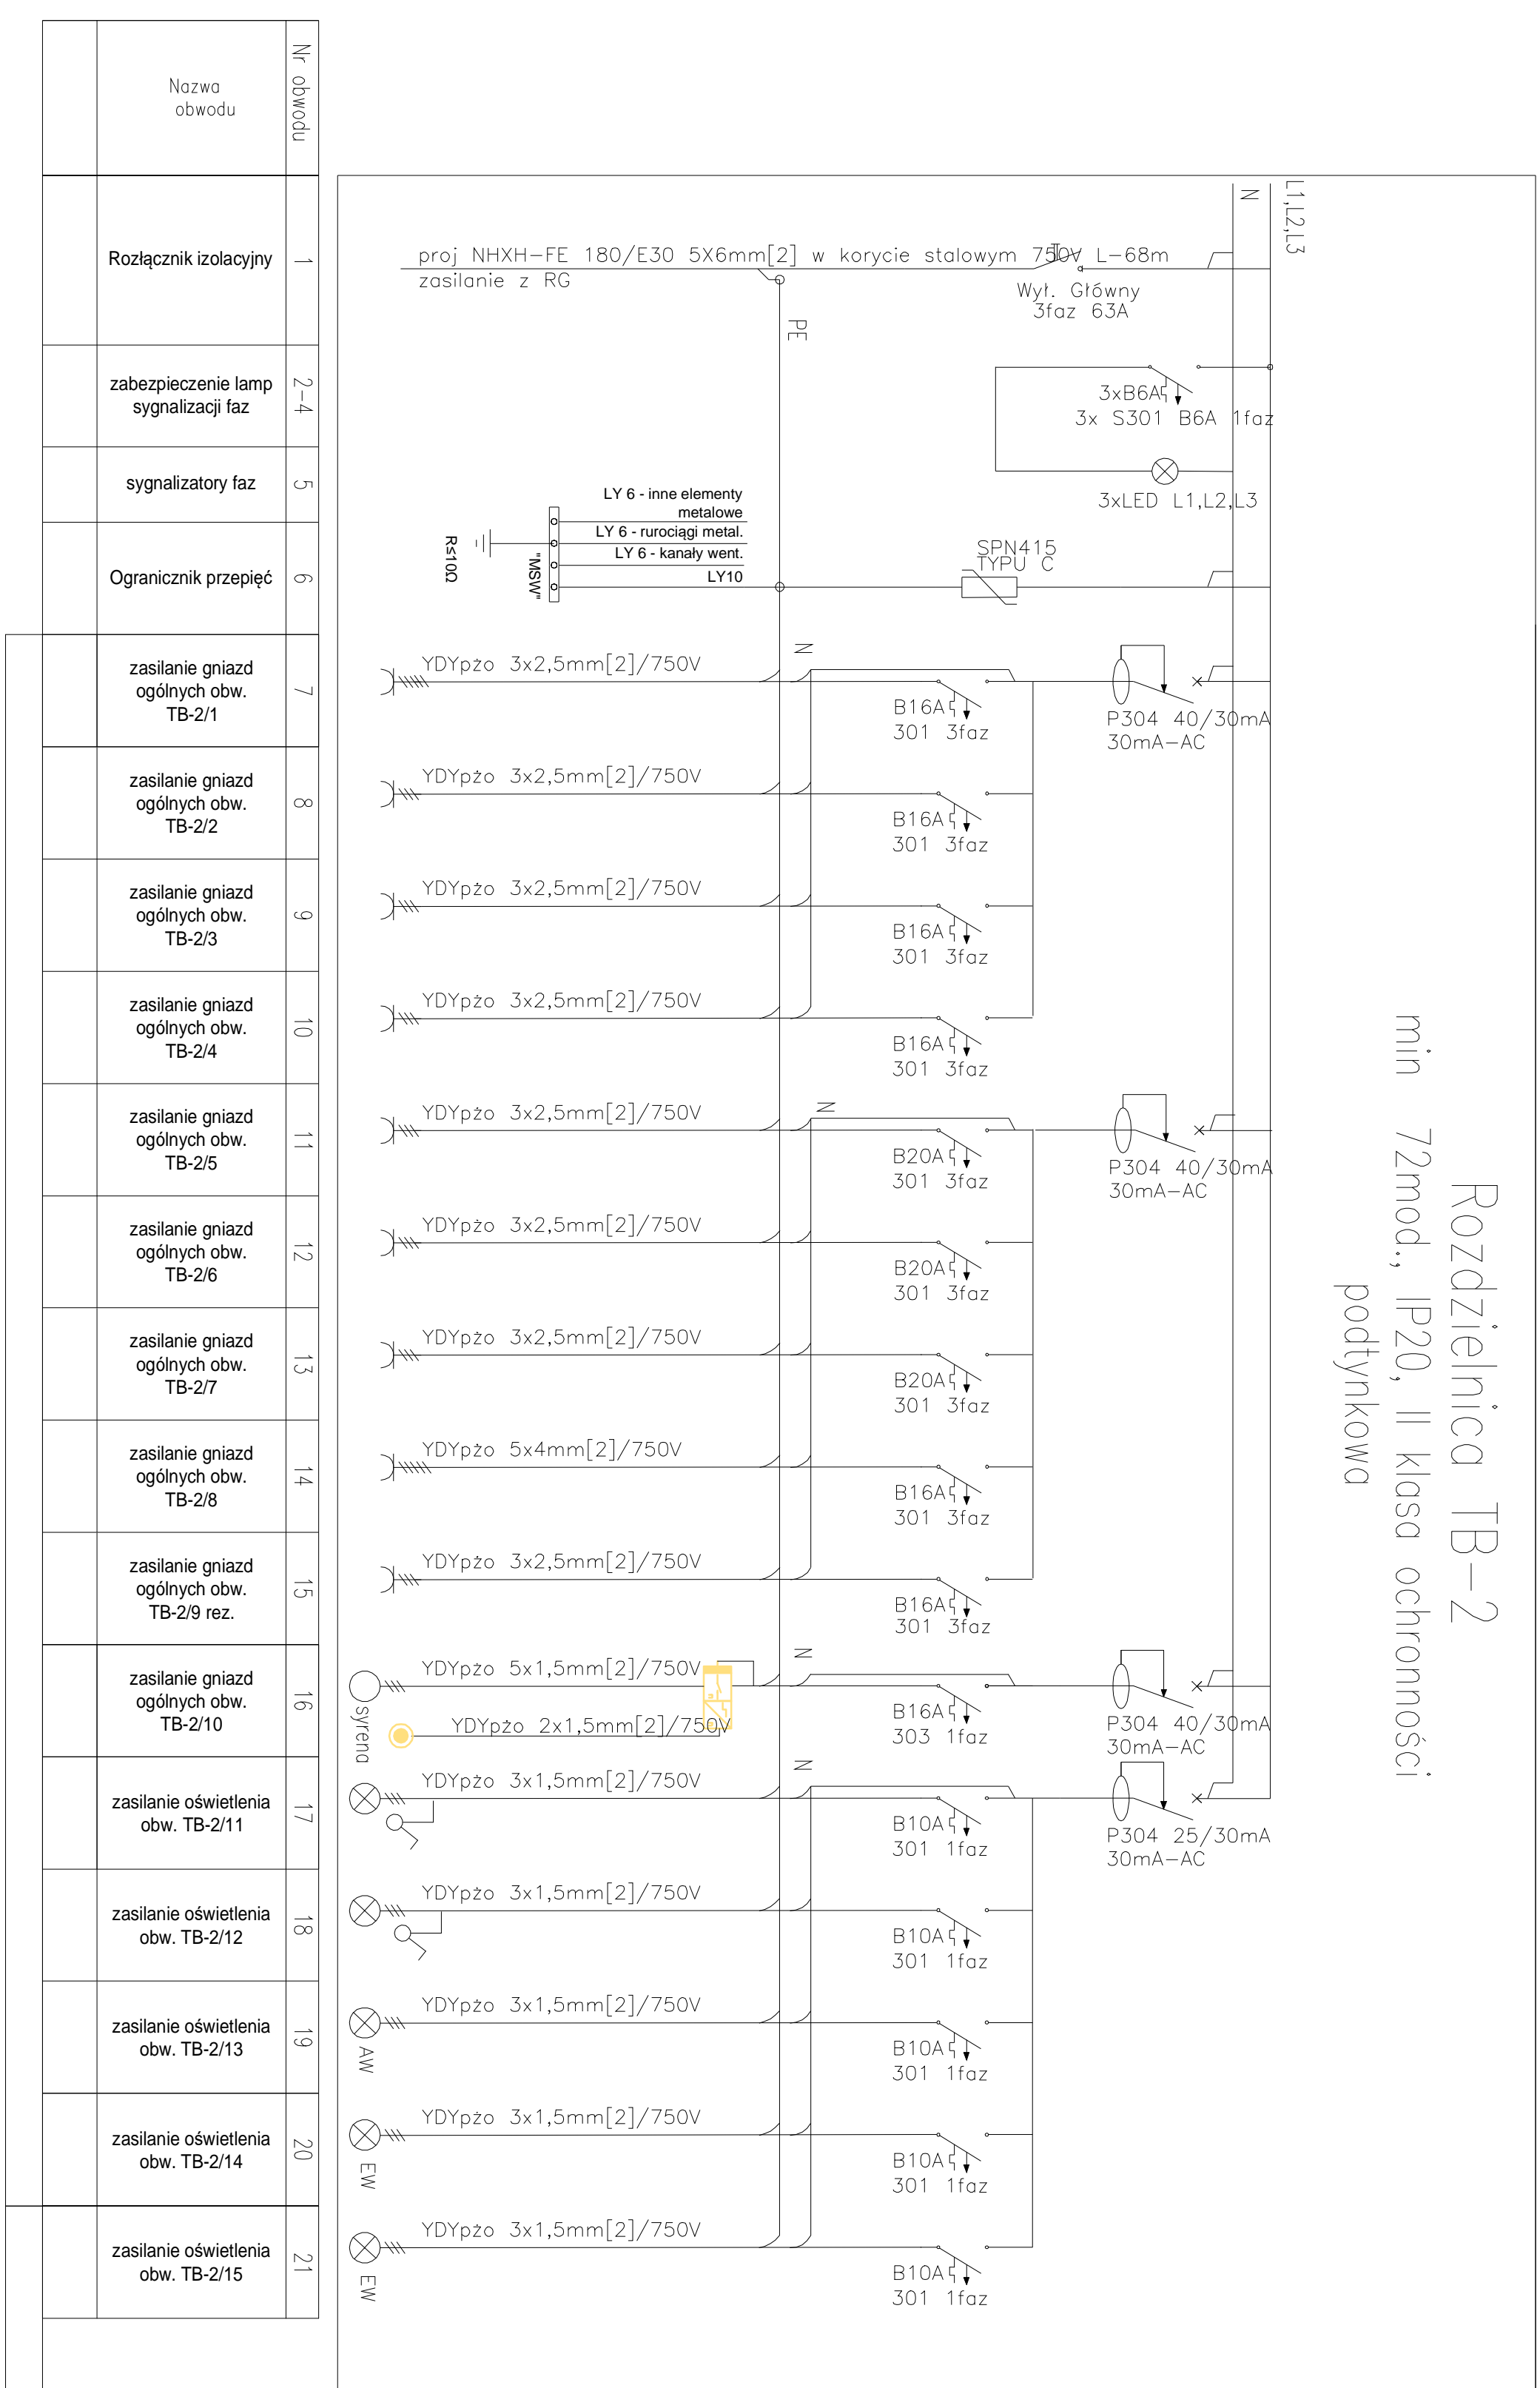 Rozdzielnica TB-2
min 72mod., IP20, II klasa ochronności
podtynkowa
Nr obwodu
Nazwa
obwodu
L1,L2,L3
N
1
Rozłącznik izolacyjny
proj NHXH-FE 180/E30 5X6mm[2] w korycie stalowym 750V L-68m
zasilanie z RG
Wył. Główny
3faz 63A
PE
2-4
zabezpieczenie lamp
sygnalizacji faz
3xB6A
3x S301 B6A 1faz
5
sygnalizatory faz
3xLED L1,L2,L3
6
Ogranicznik przepięć
LY 6 - inne elementy
metalowe
LY 6 - rurociągi metal.
LY 6 - kanały went.
LY10
"MSW"
R≤10Ω
SPN415
TYPU C
7
zasilanie gniazd
ogólnych obw.
TB-2/1
YDYpżo 3x2,5mm[2]/750V
N
B16A
301 3faz
P304 40/30mA
30mA-AC
8
zasilanie gniazd
ogólnych obw.
TB-2/2
YDYpżo 3x2,5mm[2]/750V
B16A
301 3faz
9
zasilanie gniazd
ogólnych obw.
TB-2/3
YDYpżo 3x2,5mm[2]/750V
B16A
301 3faz
10
zasilanie gniazd
ogólnych obw.
TB-2/4
YDYpżo 3x2,5mm[2]/750V
B16A
301 3faz
11
zasilanie gniazd
ogólnych obw.
TB-2/5
YDYpżo 3x2,5mm[2]/750V
N
B20A
301 3faz
P304 40/30mA
30mA-AC
12
zasilanie gniazd
ogólnych obw.
TB-2/6
YDYpżo 3x2,5mm[2]/750V
B20A
301 3faz
13
zasilanie gniazd
ogólnych obw.
TB-2/7
YDYpżo 3x2,5mm[2]/750V
B20A
301 3faz
14
zasilanie gniazd
ogólnych obw.
TB-2/8
YDYpżo 5x4mm[2]/750V
B16A
301 3faz
15
zasilanie gniazd
ogólnych obw.
TB-2/9 rez.
YDYpżo 3x2,5mm[2]/750V
B16A
301 3faz
16
zasilanie gniazd
ogólnych obw.
TB-2/10
YDYpżo 5x1,5mm[2]/750V
syrena
YDYpżo 2x1,5mm[2]/750V
N
B16A
303 1faz
P304 40/30mA
30mA-AC
17
zasilanie oświetlenia
obw. TB-2/11
YDYpżo 3x1,5mm[2]/750V
N
B10A
301 1faz
P304 25/30mA
30mA-AC
18
zasilanie oświetlenia
obw. TB-2/12
YDYpżo 3x1,5mm[2]/750V
B10A
301 1faz
19
zasilanie oświetlenia
obw. TB-2/13
YDYpżo 3x1,5mm[2]/750V
AW
B10A
301 1faz
20
zasilanie oświetlenia
obw. TB-2/14
YDYpżo 3x1,5mm[2]/750V
EW
B10A
301 1faz
21
zasilanie oświetlenia
obw. TB-2/15
YDYpżo 3x1,5mm[2]/750V
EW
B10A
301 1faz